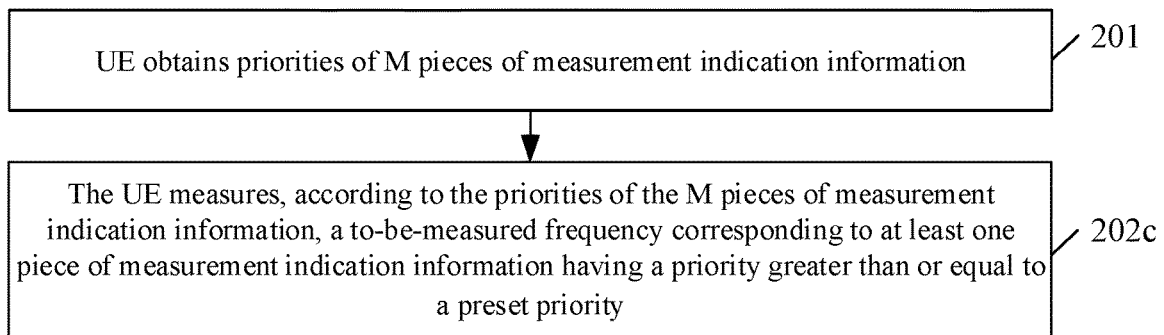 UE obtains priorities of M pieces of measurement indication information
201
The UE measures, according to the priorities of the M pieces of measurement
indication information, a to-be-measured frequency corresponding to at least one
piece of measurement indication information having a priority greater than or equal to
a preset priority
202c